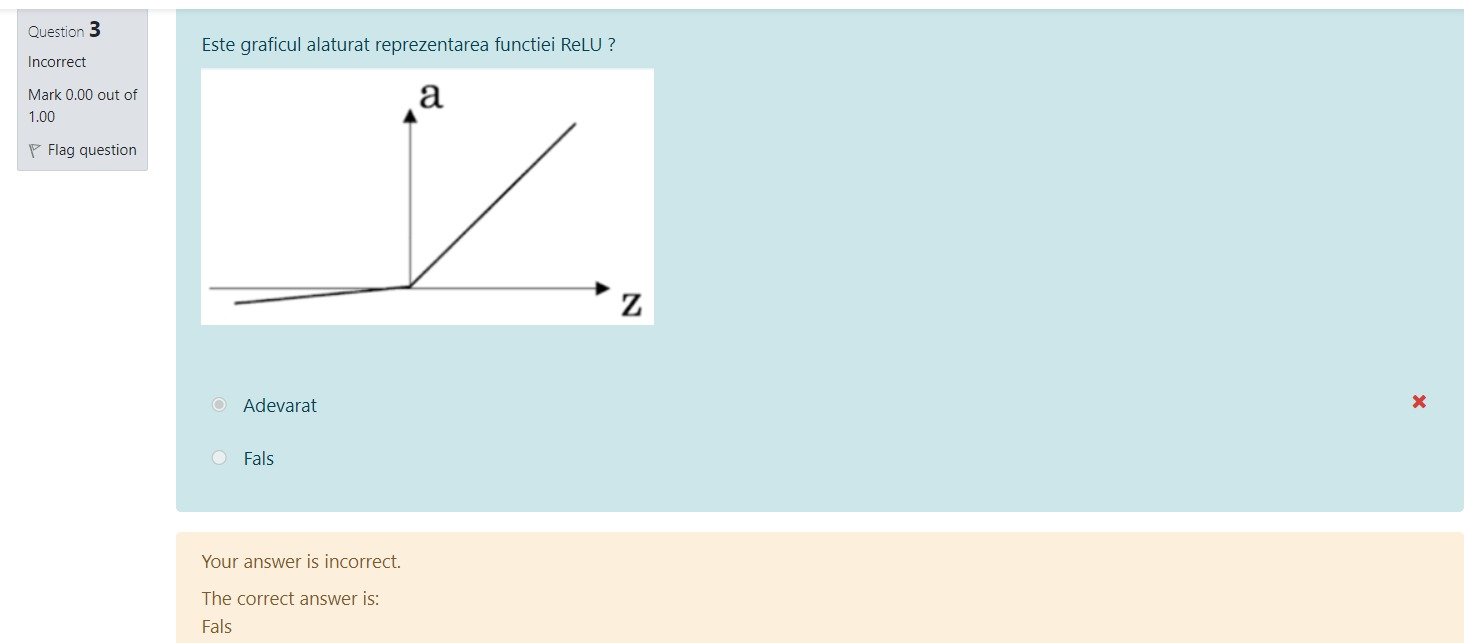 Question 3
Incorrect
Mark 0.00 out of
1.00
Flag question
Este graficul alaturat reprezentarea functiei ReLU ?
a
z
Adevarat
Fals
Your answer is incorrect.
The correct answer is:
Fals